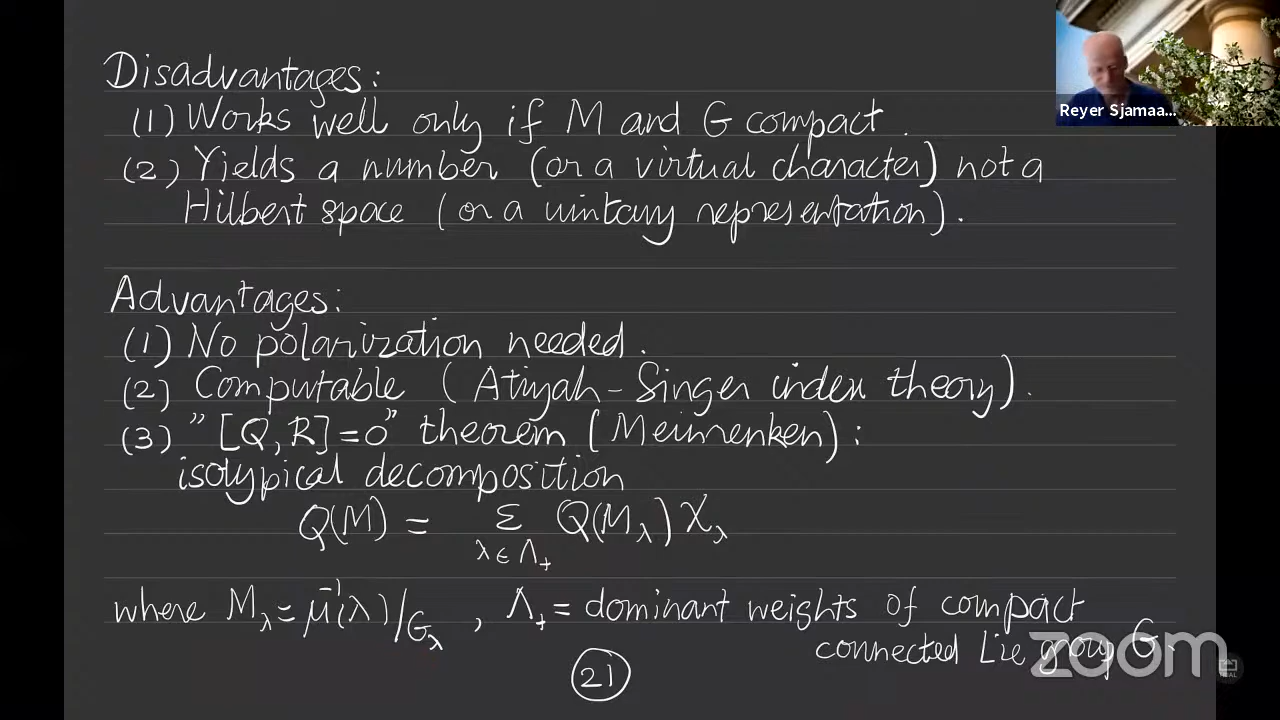 Disadvantages:
(1) Works well only if M and G compact.
(2) Yields a number (or a virtual character) not a
Hilbert space (or a unitary representation).
Advantages:
(1) No polarization needed.
(2) Computable (Atiyah-Singer index theory).
(3) "[Q,R]=0" theorem (Meinrenken):
isotypical decomposition
Q(M) = Σ Q(M_λ) χ_λ
λ∈Λ₊
where M_λ = μ⁻¹(λ)/G_λ , Λ₊ = dominant weights of compact
connected Lie group G.
21
Reyer Sjamaa...
zoom